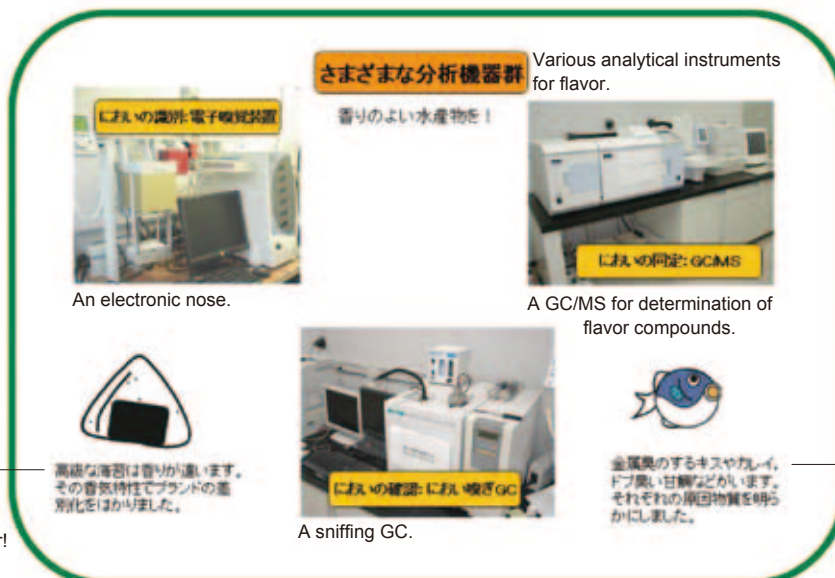 さまざまな分析機器群
Various analytical instruments
for flavor.
香りのよい水産物を！
においの識別:電子嗅覚装置
An electronic nose.
においの同定:GC/MS
A GC/MS for determination of
flavor compounds.
高級な海苔は香りが違います。
その香気特性でブランドの差
別化をはかりました。
においの確認:におい嗅ぎGC
A sniffing GC.
金属臭のするキスやカレイ、
ドブ臭い甘鯛などがいます。
それぞれの原因物質を明ら
かにしました。